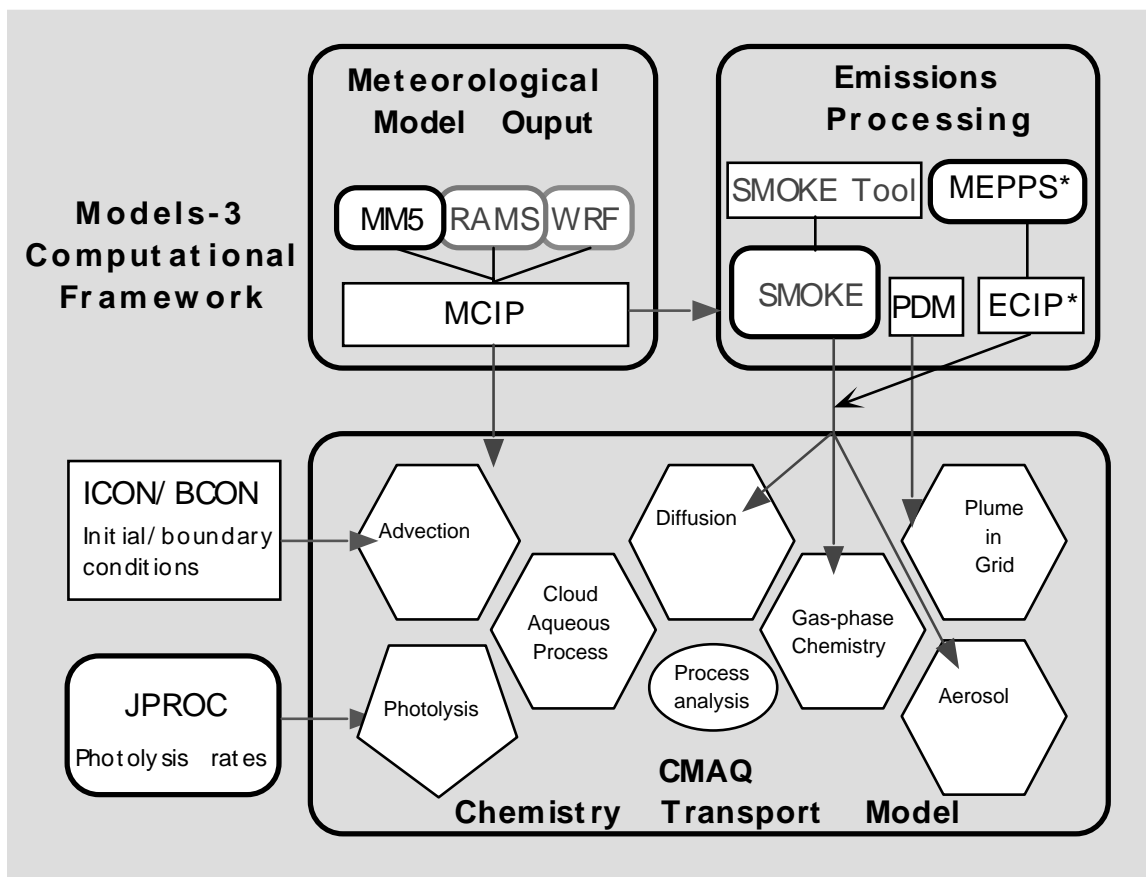 Meteorological
Model Ouput
Emissions
Processing
Models-3
Computational
Framework
MM5
RAMS
WRF
MCIP
SMOKE Tool
MEPPS*
SMOKE
PDM
ECIP*
ICON/ BCON
Initial/ boundary
conditions
JPROC
Photolysis rates
Advection
Cloud
Aqueous
Process
Photolysis
Diffusion
Process
analysis
Gas-phase
Chemistry
Plume
in
Grid
Aerosol
CMAQ
Chemistry Transport Model